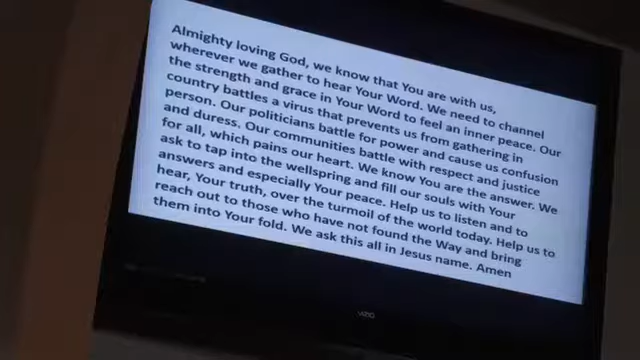 Almighty loving God, we know that You are with us,
wherever we gather to hear Your Word. We need to channel
the strength and grace in Your Word to feel an inner peace. Our
country battles a virus that prevents us from gathering in
person. Our politicians battle for power and cause us confusion
and duress. Our communities battle with respect and justice
for all, which pains our heart. We know You are the answer. We
ask to tap into the wellspring and fill our souls with Your
answers and especially Your peace. Help us to listen and to
hear, Your truth, over the turmoil of the world today. Help us to
reach out to those who have not found the Way and bring
them into Your fold. We ask this all in Jesus name. Amen
VIZIO